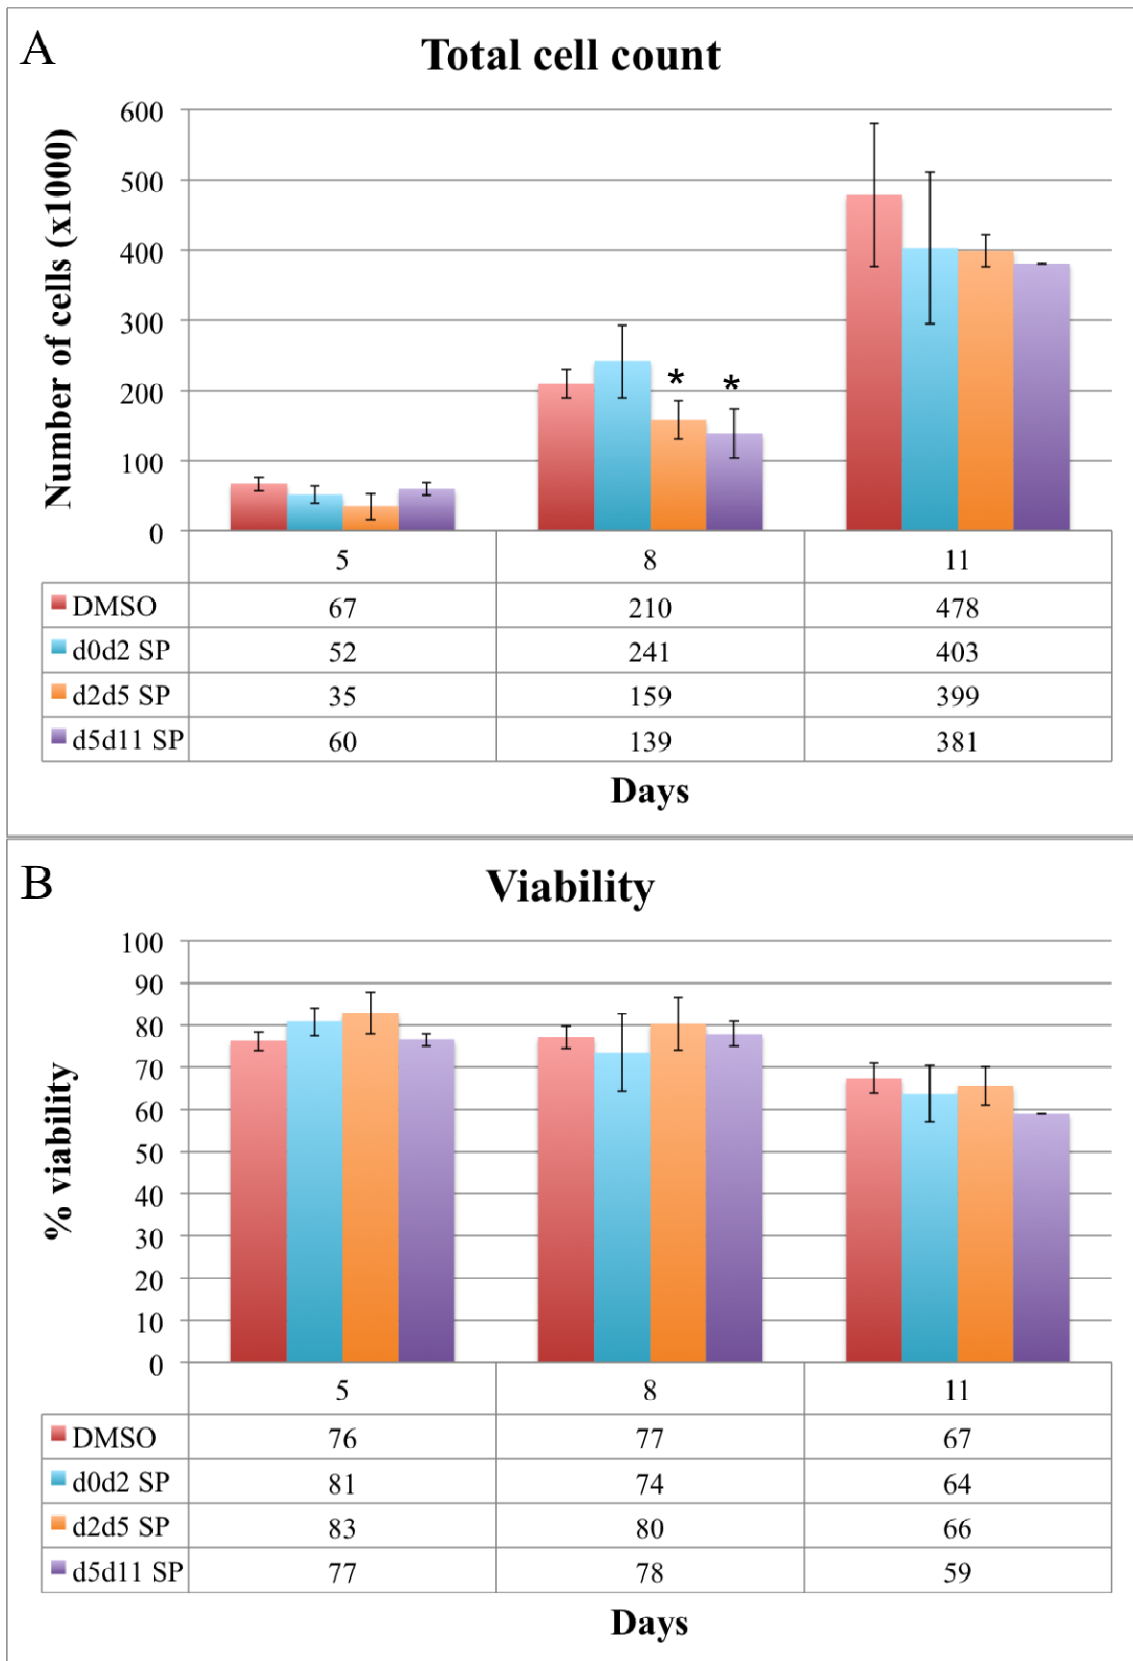 A
Total cell count
Number of cells (x1000)
600
500
400
300
200
100
0
* *
5 8 11
DMSO 67 210 478
d0d2 SP 52 241 403
d2d5 SP 35 159 399
d5d11 SP 60 139 381
Days
B
Viability
% viability
100
90
80
70
60
50
40
30
20
10
0
5 8 11
DMSO 76 77 67
d0d2 SP 81 74 64
d2d5 SP 83 80 66
d5d11 SP 77 78 59
Days